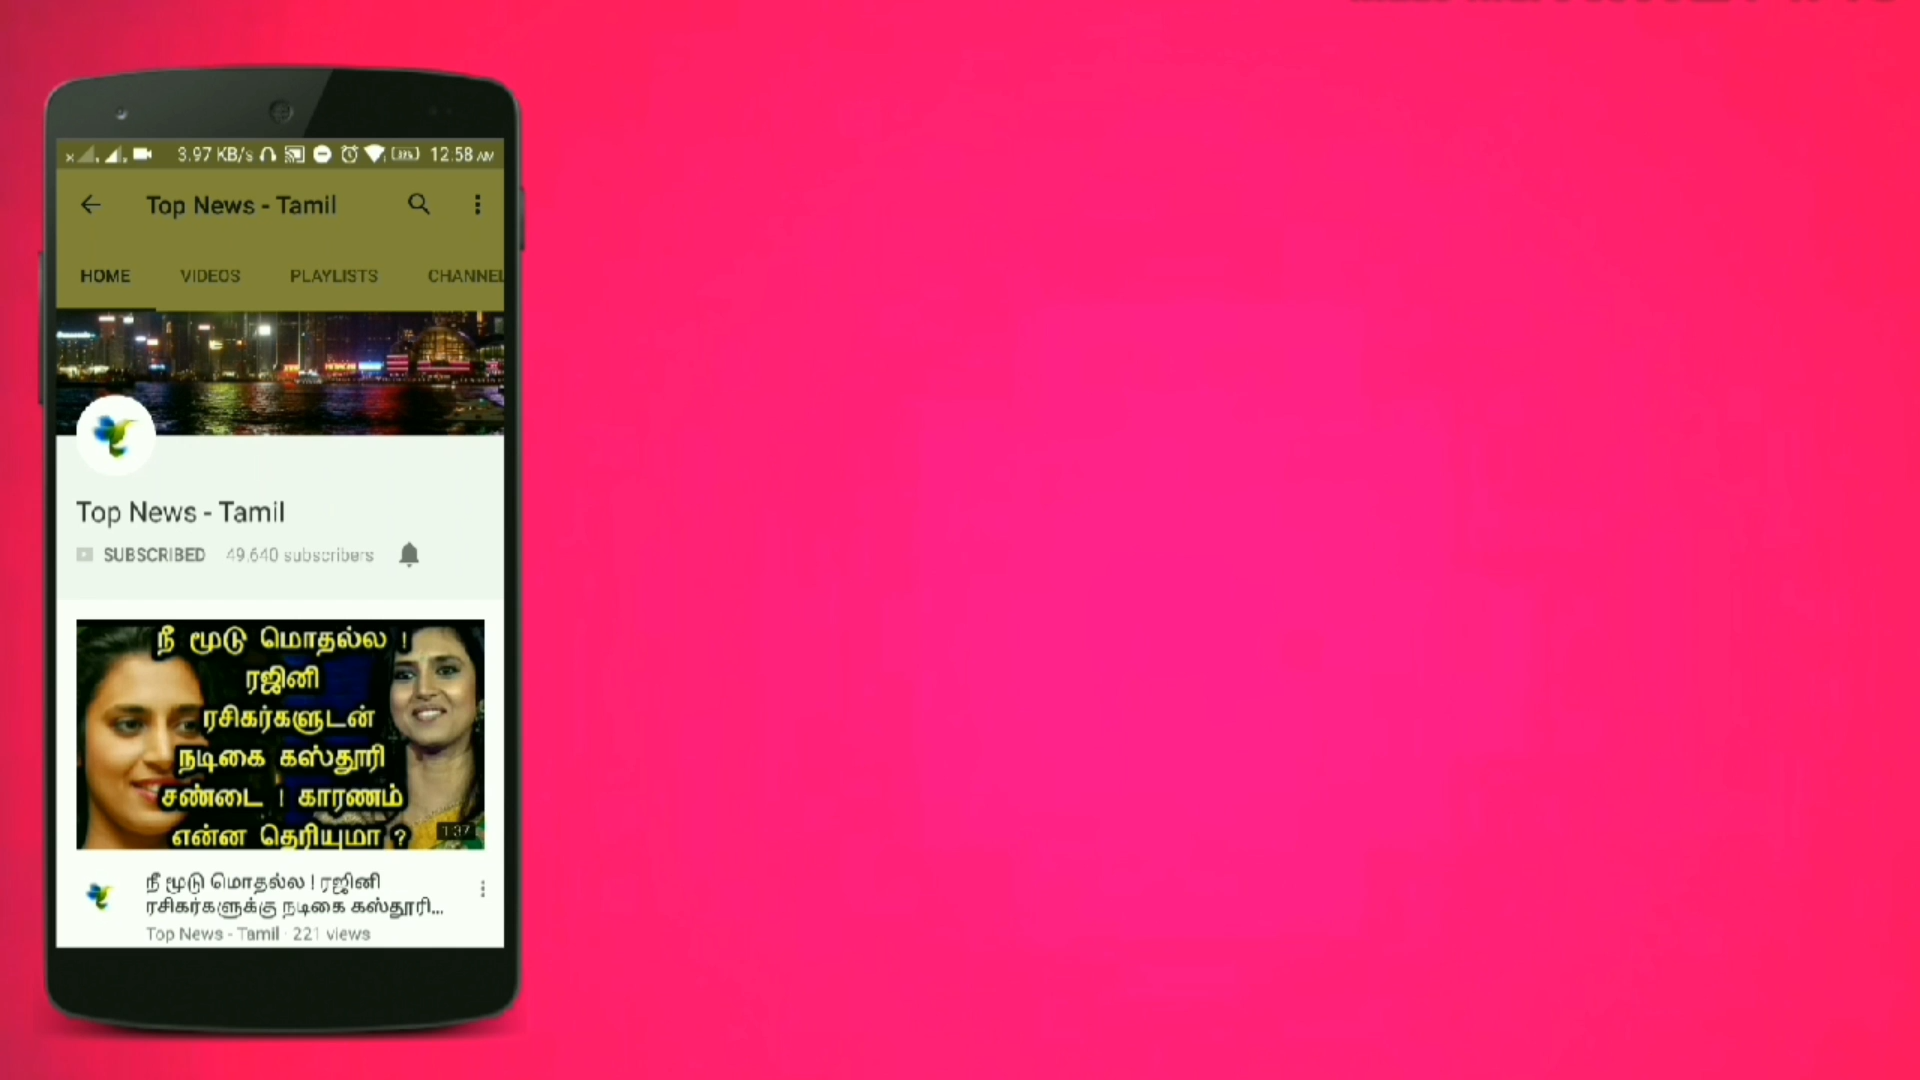 3.97 KB/s 12.58 AM
Top News - Tamil
HOME VIDEOS PLAYLISTS CHANNEL
Top News - Tamil
SUBSCRIBED 49,640 subscribers
நீ மூடு மொதல்ல !
ரஜினி
ரசிகர்களுடன்
நடிகை கஸ்தூரி
சண்டை | காரணம்
என்ன தெரியுமா ?
1:37
நீ மூடு மொதல்ல ! ரஜினி
ரசிகர்களுக்கு நடிகை கஸ்தூரி...
Top News - Tamil · 221 views